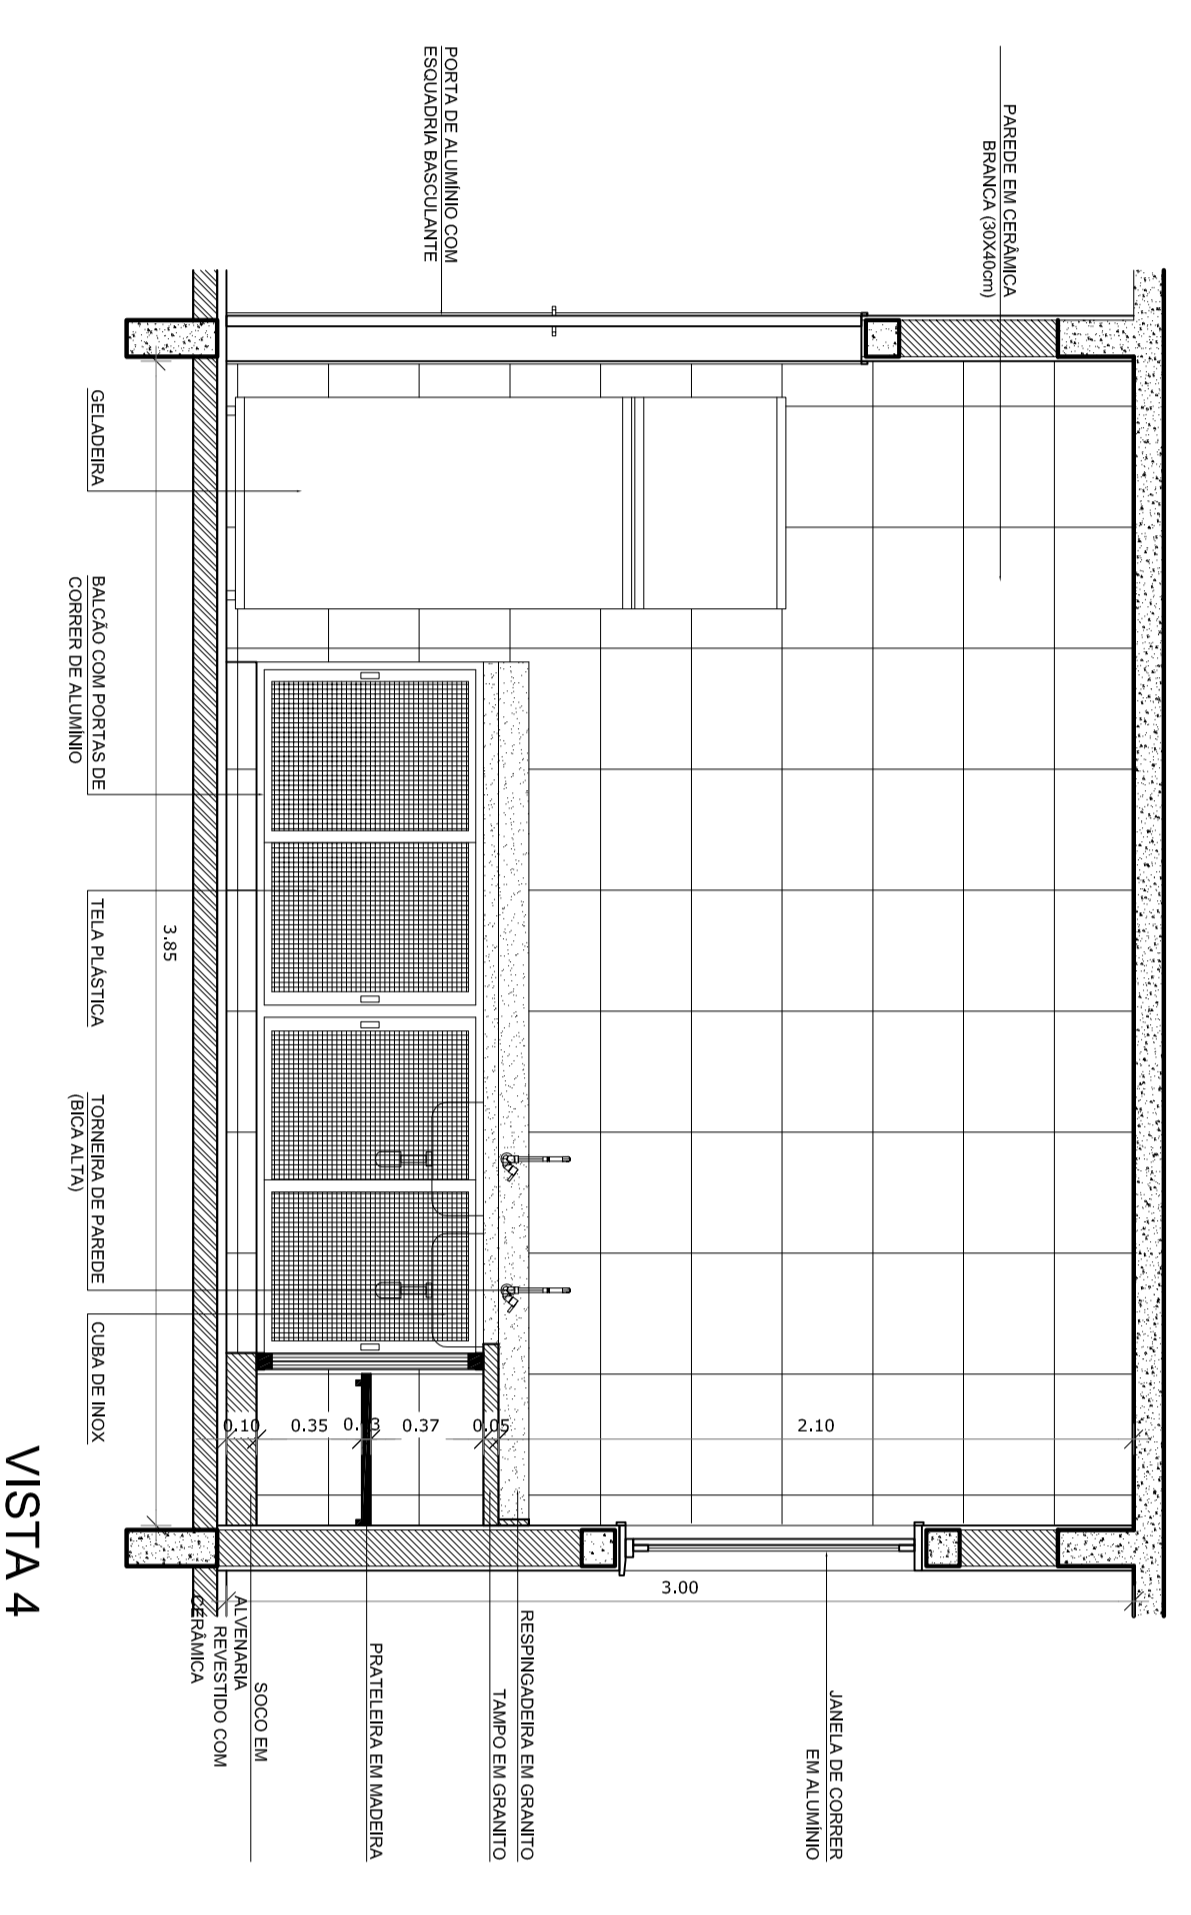 PAREDE EM CERÂMICA
BRANCA (30X40cm)
JANELA DE CORRER
EM ALUMÍNIO
2.10
3.00
PORTA DE ALUMÍNIO COM
ESQUADRIA BASCULANTE
RESPINGADEIRA EM GRANITO
TAMPO EM GRANITO
0.05
0.37
0.03
0.35
0.10
PRATELEIRA EM MADEIRA
SOCO EM
ALVENARIA
REVESTIDO COM
CERÂMICA
3.85
GELADEIRA
BALCÃO COM PORTAS DE
CORRER DE ALUMÍNIO
TELA PLÁSTICA
TORNEIRA DE PAREDE
(BICA ALTA)
CUBA DE INOX
VISTA 4